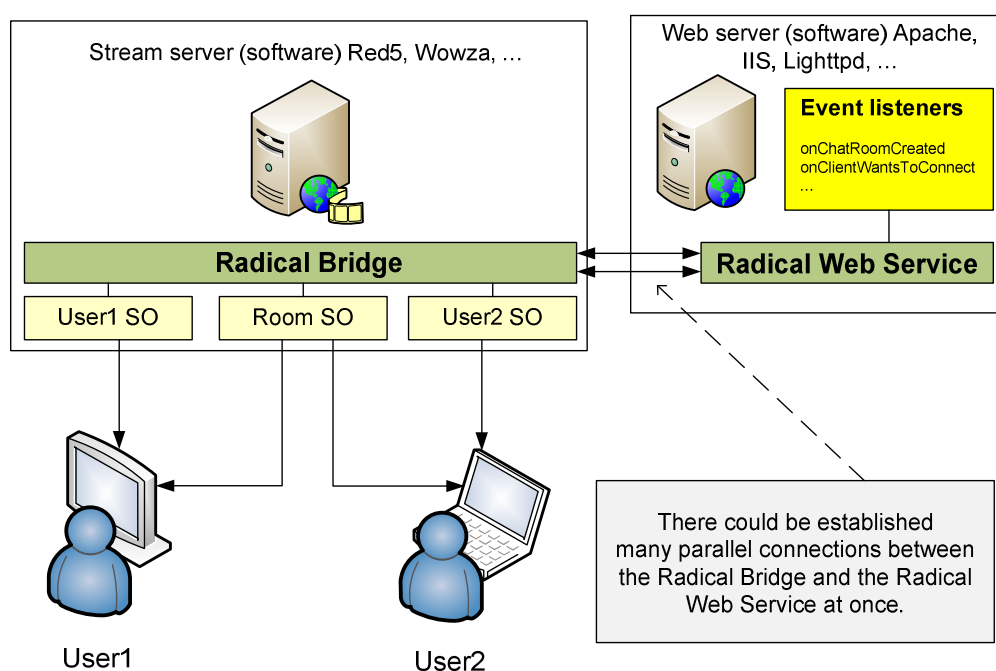 Stream server (software) Red5, Wowza, ...
Web server (software) Apache,
IIS, Lighttpd, ...
Event listeners
onChatRoomCreated
onClientWantsToConnect
...
Radical Bridge
Radical Web Service
User1 SO
Room SO
User2 SO
There could be established
many parallel connections between
the Radical Bridge and the Radical
Web Service at once.
User1
User2